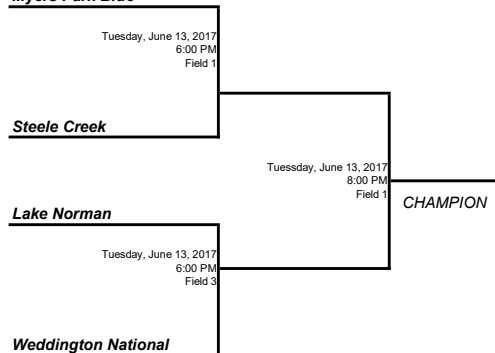 Myers Park Blue
Tuesday, June 13, 2017
6:00 PM
Field 1
Steele Creek
Tuessday, June 13, 2017
8:00 PM
Field 1
CHAMPION
Lake Norman
Tuesday, June 13, 2017
6:00 PM
Field 3
Weddington National